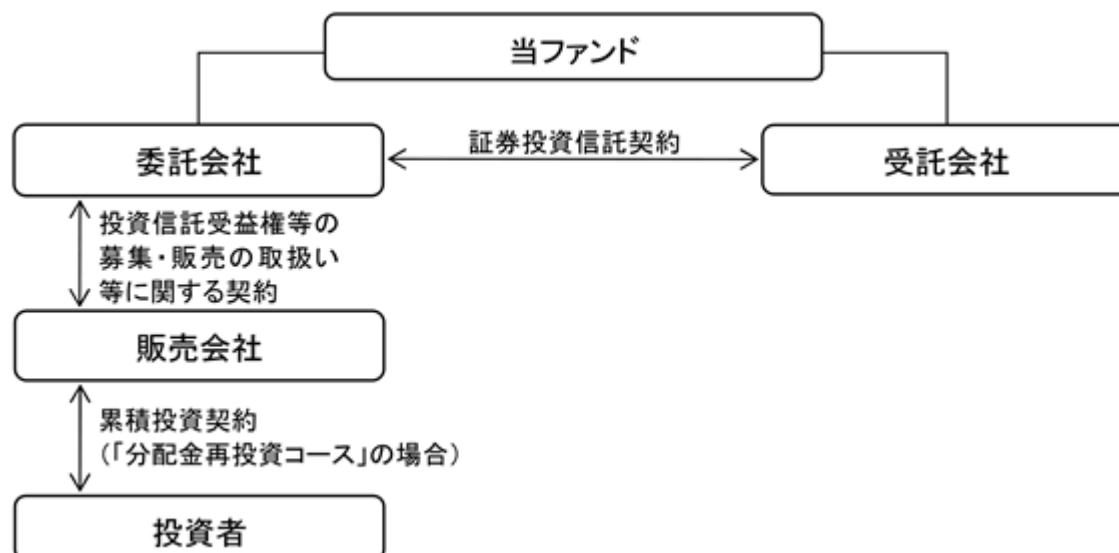 当ファンド
委託会社
証券投資信託契約
受託会社
投資信託受益権等の
募集・販売の取扱い
等に関する契約
販売会社
累積投資契約
(「分配金再投資コース」の場合)
投資者